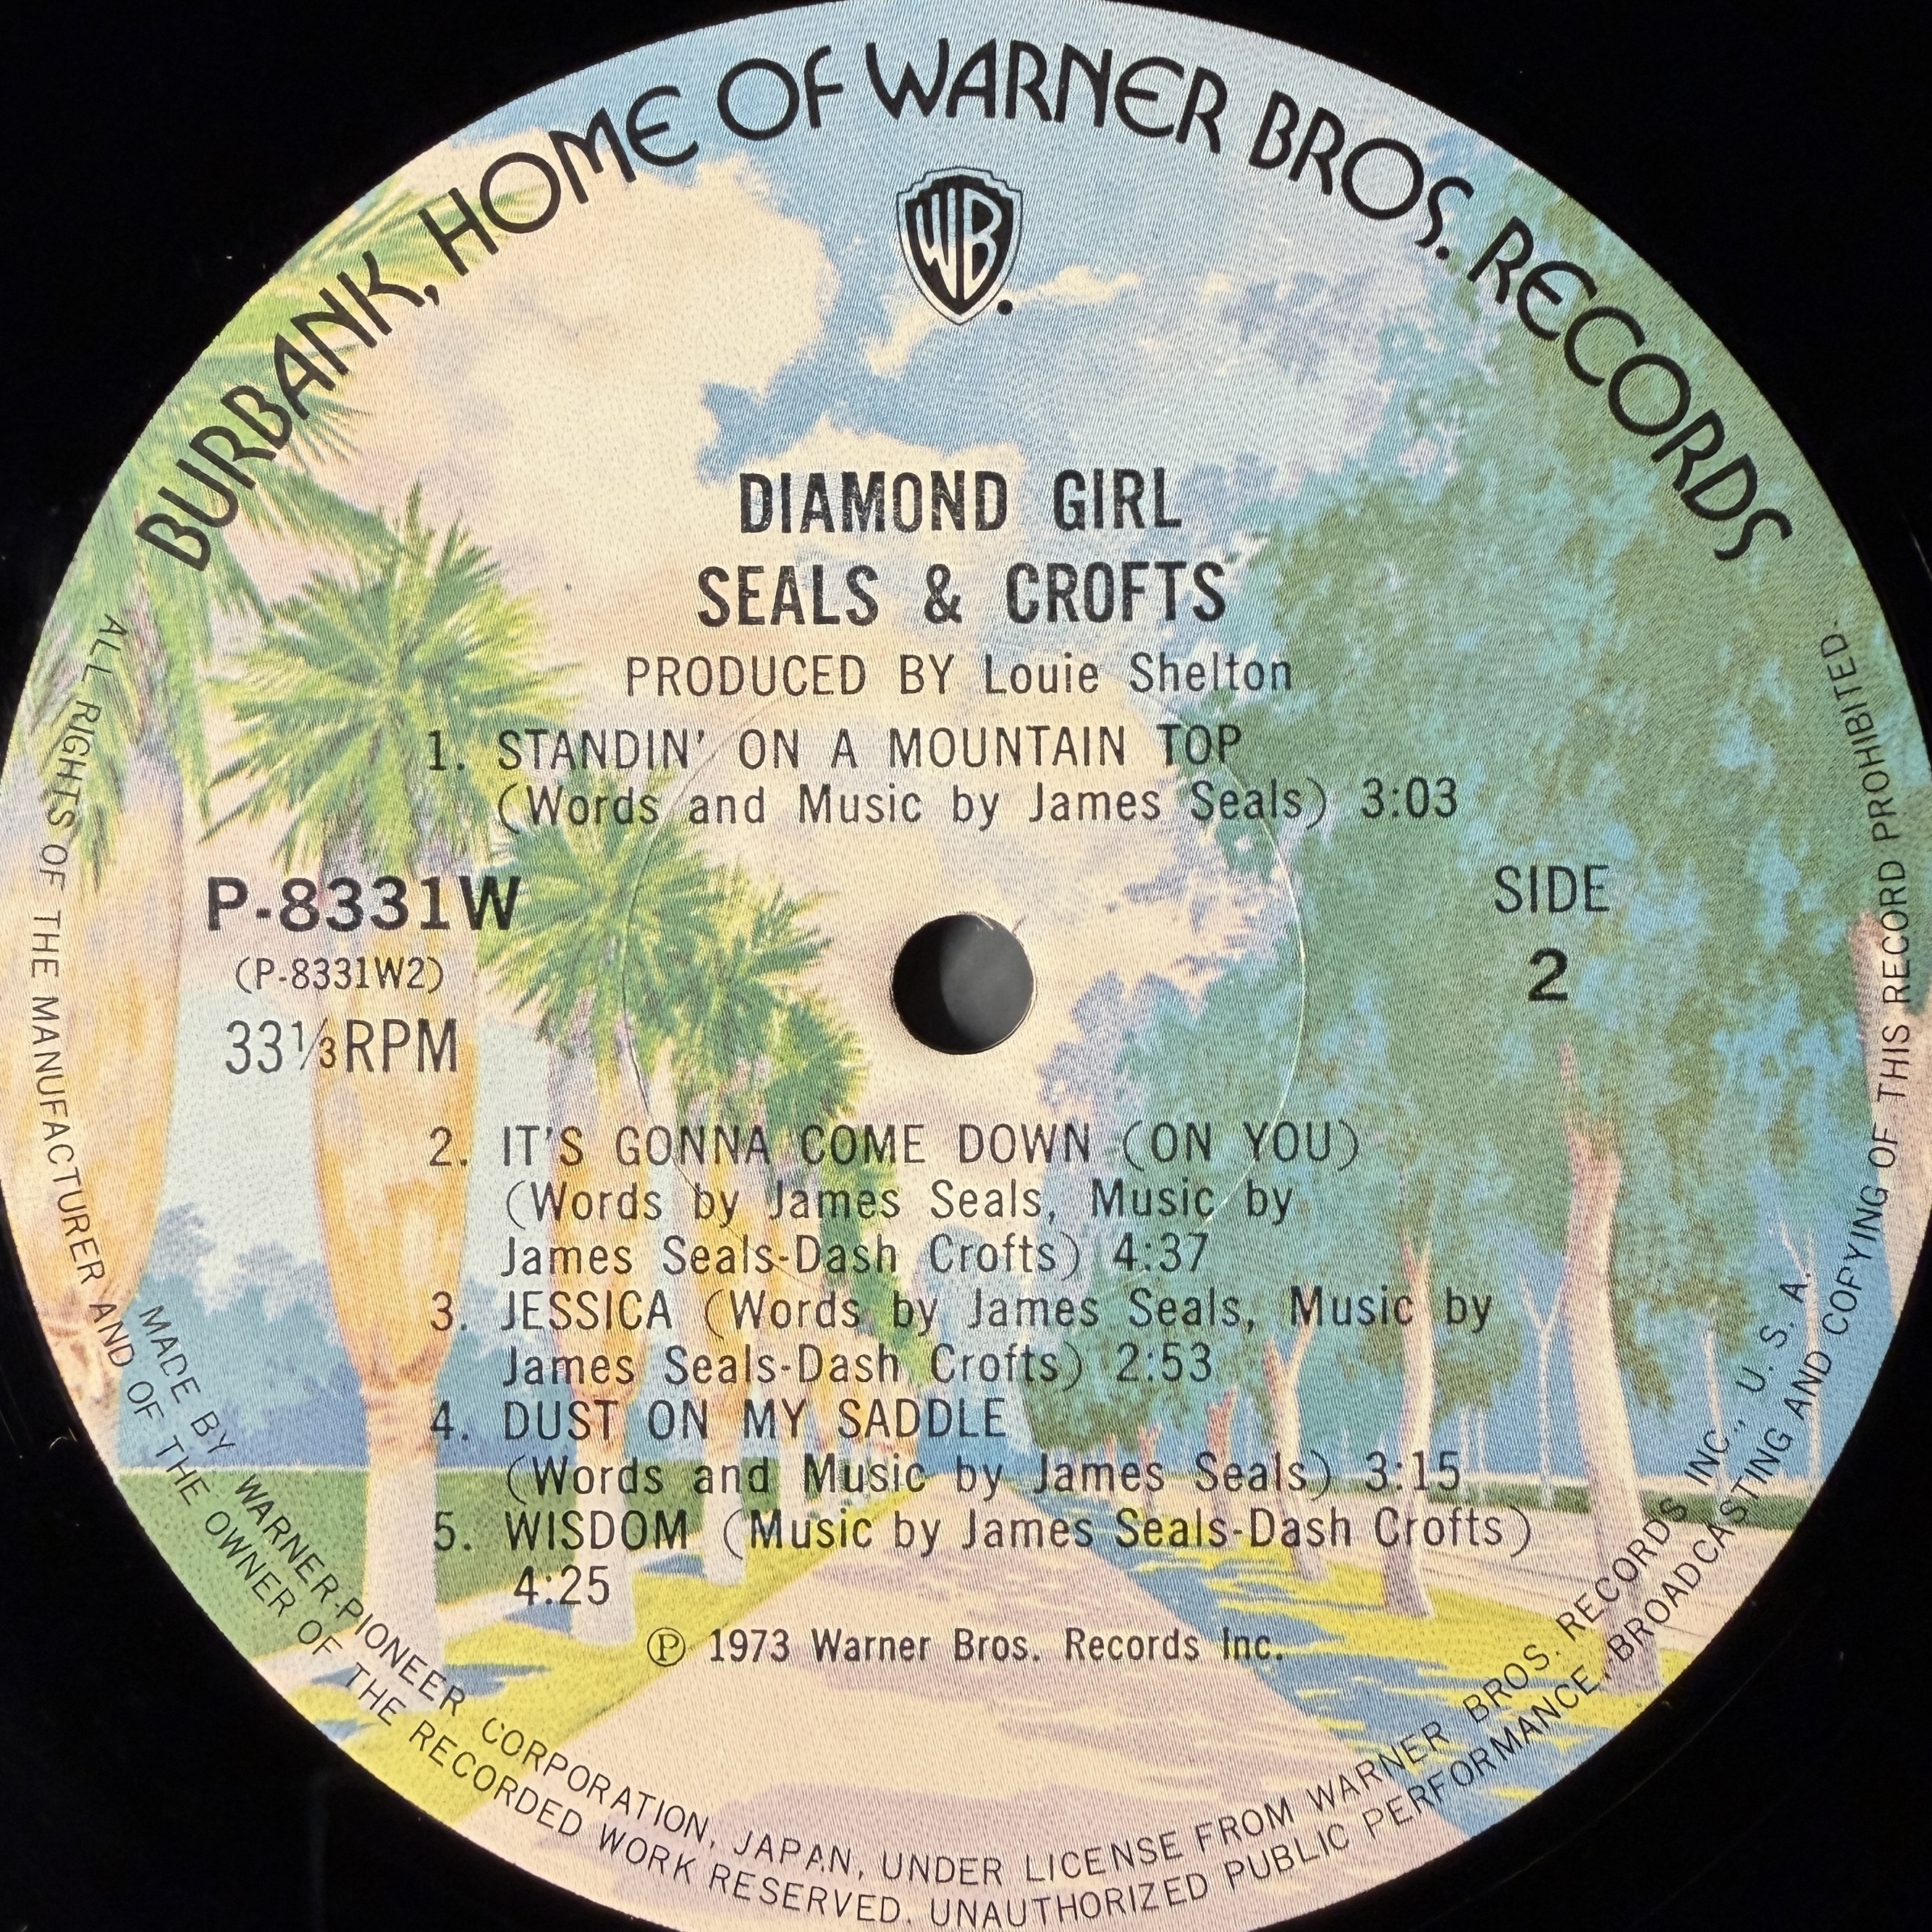 BURBANK, HOME OF WARNER BROS. RECORDS
WB
DIAMOND GIRL
SEALS & CROFTS
PRODUCED BY Louie Shelton
1. STANDIN' ON A MOUNTAIN TOP
(Words and Music by James Seals) 3:03
P-8331W
(P-8331W2)
33⅓RPM
SIDE
2
2. IT'S GONNA COME DOWN (ON YOU)
(Words by James Seals, Music by
James Seals-Dash Crofts) 4:37
3. JESSICA (Words by James Seals, Music by
James Seals-Dash Crofts) 2:53
4. DUST ON MY SADDLE
(Words and Music by James Seals) 3:15
5. WISDOM (Music by James Seals-Dash Crofts)
4:25
Ⓟ 1973 Warner Bros. Records Inc.
MADE BY WARNER-PIONEER CORPORATION, JAPAN, UNDER LICENSE FROM WARNER BROS. RECORDS INC., U. S. A.
ALL RIGHTS OF THE MANUFACTURER AND OF THE OWNER OF THE RECORDED WORK RESERVED. UNAUTHORIZED PUBLIC PERFORMANCE, BROADCASTING AND COPYING OF THIS RECORD PROHIBITED.